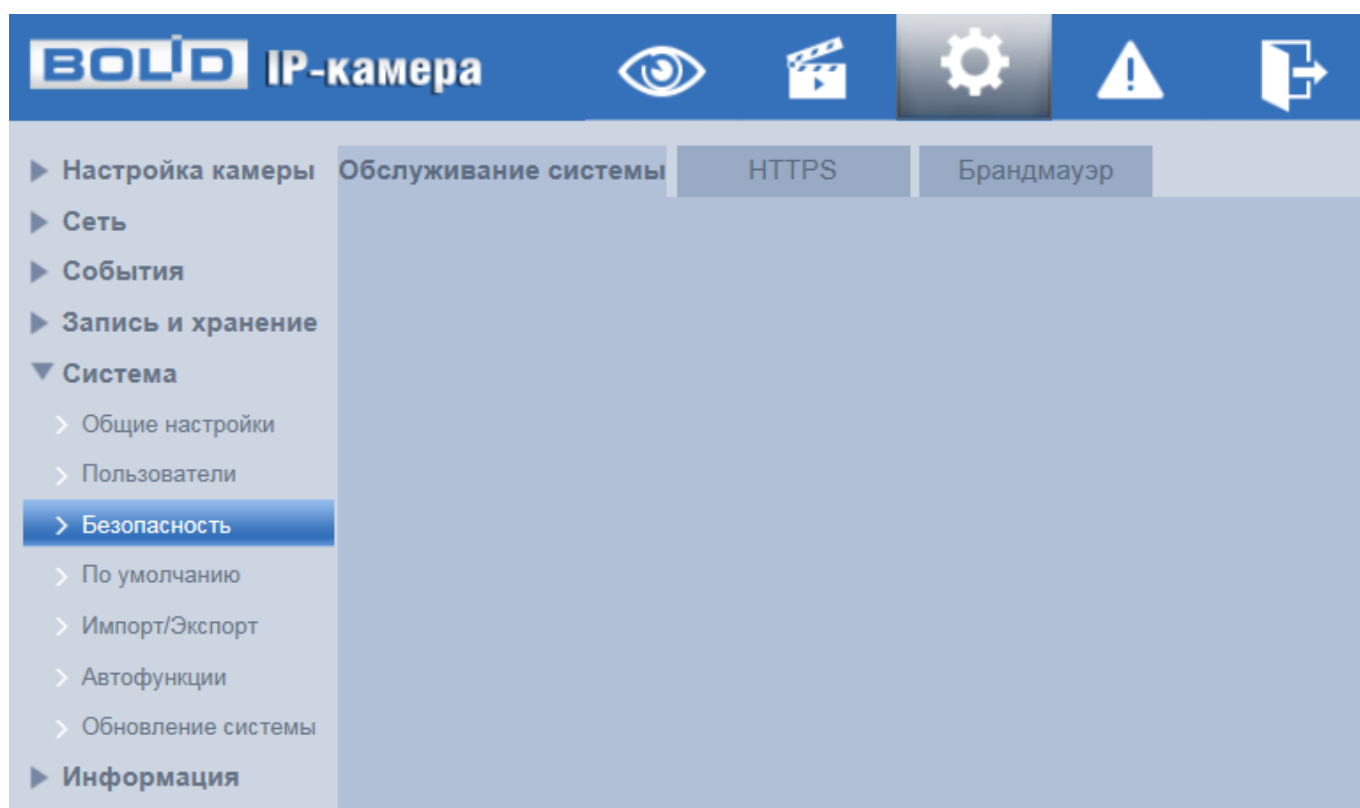 BOLID IP-камера
Настройка камеры
Сеть
События
Запись и хранение
Система
Общие настройки
Пользователи
Безопасность
По умолчанию
Импорт/Экспорт
Автофункции
Обновление системы
Информация
Обслуживание системы HTTPS Брандмауэр